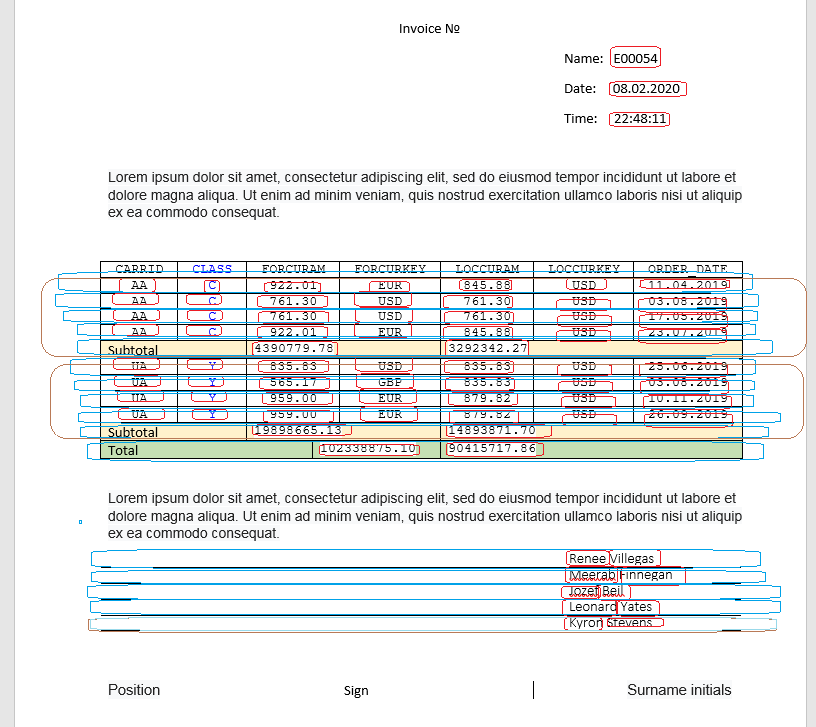 Invoice №
Name: E00054
Date: 08.02.2020
Time: 22:48:11
Lorem ipsum dolor sit amet, consectetur adipiscing elit, sed do eiusmod tempor incididunt ut labore et
dolore magna aliqua. Ut enim ad minim veniam, quis nostrud exercitation ullamco laboris nisi ut aliquip
ex ea commodo consequat.
CARRID CLASS FORCURAM FORCURKEY LOCCURAM LOCCURKEY ORDER_DATE
AA C 922.01 EUR 845.88 USD 11.04.2019
AA C 761.30 USD 761.30 USD 03.08.2019
AA C 761.30 USD 761.30 USD 17.05.2019
AA C 922.01 EUR 845.88 USD 23.07.2019
Subtotal 4390779.78 3292342.27
UA Y 835.83 USD 835.83 USD 25.06.2019
UA Y 565.17 GBP 835.83 USD 03.08.2019
UA Y 959.00 EUR 879.82 USD 10.11.2019
UA Y 959.00 EUR 879.82 USD 26.09.2019
Subtotal 19898665.13 14893871.70
Total 102338875.10 90415717.86
Lorem ipsum dolor sit amet, consectetur adipiscing elit, sed do eiusmod tempor incididunt ut labore et
dolore magna aliqua. Ut enim ad minim veniam, quis nostrud exercitation ullamco laboris nisi ut aliquip
ex ea commodo consequat.
Renee Villegas
Meerab Finnegan
Jozef Bell
Leonard Yates
Kyron Stevens
Position Sign Surname initials